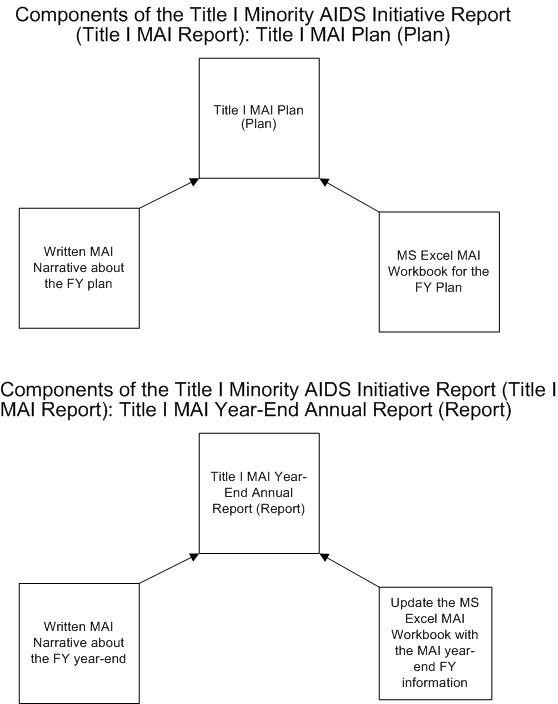 Components of the Title I Minority AIDS Initiative Report
(Title I MAI Report): Title I MAI Plan (Plan)
Title I MAI Plan
(Plan)
Written MAI
Narrative about
the FY plan
MS Excel MAI
Workbook for the
FY Plan
Components of the Title I Minority AIDS Initiative Report (Title I
MAI Report): Title I MAI Year-End Annual Report (Report)
Title I MAI Year-
End Annual
Report (Report)
Written MAI
Narrative about
the FY year-end
Update the MS
Excel MAI
Workbook with
the MAI year-
end FY
information